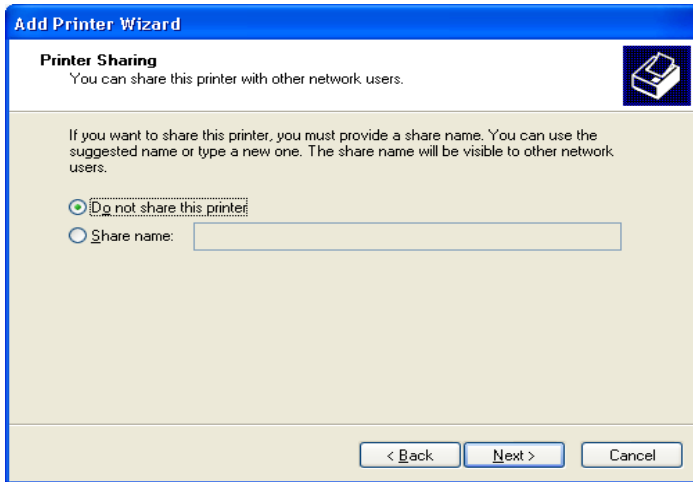 Add Printer Wizard
Printer Sharing
You can share this printer with other network users.
If you want to share this printer, you must provide a share name. You can use the
suggested name or type a new one. The share name will be visible to other network
users.
Do not share this printer
Share name:
< Back
Next >
Cancel